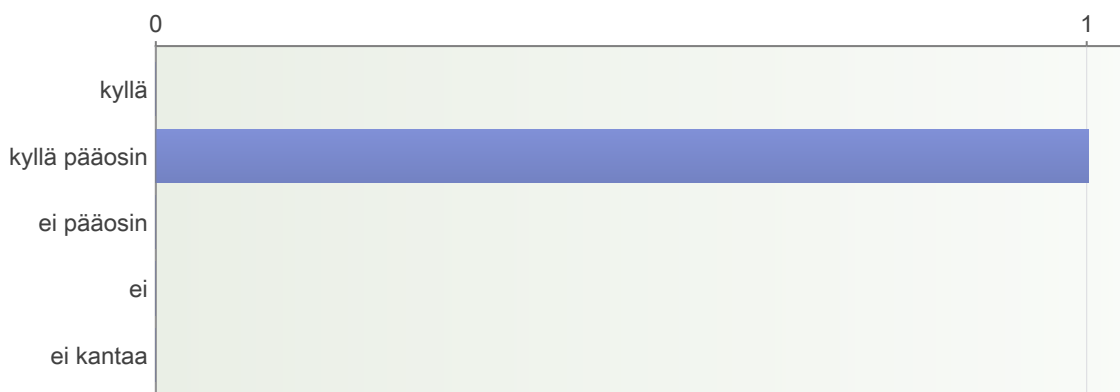 0 1
kyllä
kyllä pääosin
ei pääosin
ei
ei kantaa